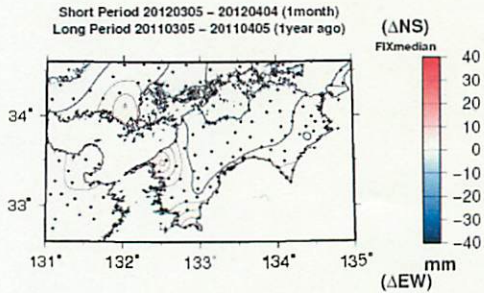 Short Period 20120305 – 20120404 (1month)
Long Period 20110305 – 20110405 (1year ago)
(ΔNS)
FIXmedian
40
30
20
10
0
−10
−20
−30
−40
mm
(ΔEW)
34°
33°
131° 132° 133° 134° 135°